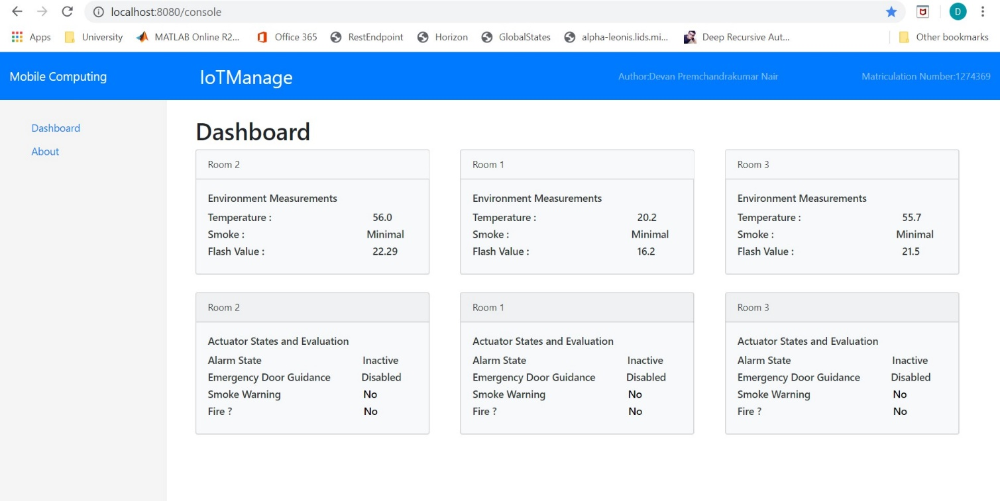 localhost:8080/console
D
Apps University MATLAB Online R2... Office 365 RestEndpoint Horizon GlobalStates alpha-leonis.lids.mi... Deep Recursive Aut... Other bookmarks
Mobile Computing IoTManage Author:Devan Premchandrakumar Nair Matriculation Number:1274369
Dashboard
About
Dashboard
Room 2
Environment Measurements
Temperature : 56.0
Smoke : Minimal
Flash Value : 22.29
Room 1
Environment Measurements
Temperature : 20.2
Smoke : Minimal
Flash Value : 16.2
Room 3
Environment Measurements
Temperature : 55.7
Smoke : Minimal
Flash Value : 21.5
Room 2
Actuator States and Evaluation
Alarm State Inactive
Emergency Door Guidance Disabled
Smoke Warning No
Fire ? No
Room 1
Actuator States and Evaluation
Alarm State Inactive
Emergency Door Guidance Disabled
Smoke Warning No
Fire ? No
Room 3
Actuator States and Evaluation
Alarm State Inactive
Emergency Door Guidance Disabled
Smoke Warning No
Fire ? No